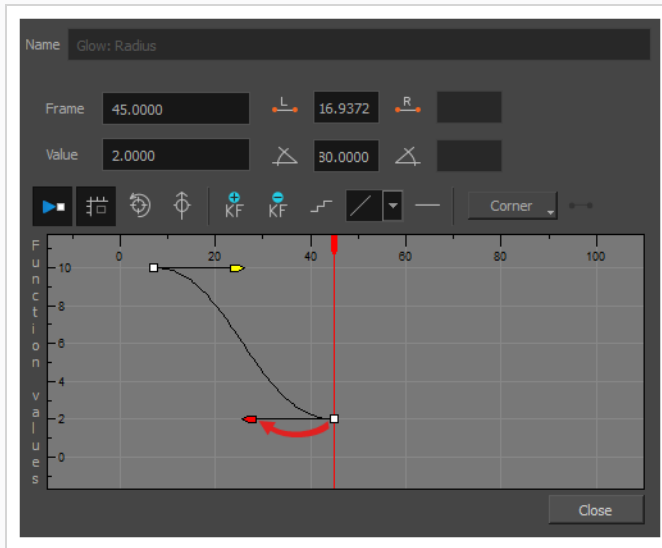 Name Glow: Radius
Frame 45.0000 L 16.9372 R
Value 2.0000 30.0000
KF KF Corner
Function values
0 20 40 60 80 100
10
8
6
4
2
0
Close